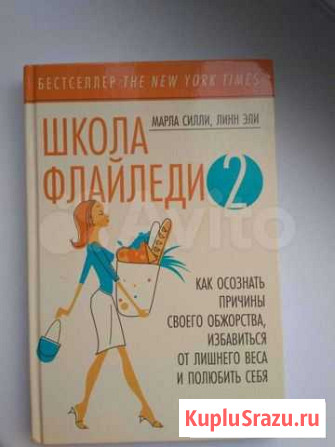 БЕСТСЕЛЛЕР • THE NEW YORK TIMES
МАРЛА СИЛЛИ, ЛИНН ЭЛИ
ШКОЛА
ФЛАЙЛЕДИ 2
Avito
КАК ОСОЗНАТЬ
ПРИЧИНЫ
СВОЕГО ОБЖОРСТВА,
ИЗБАВИТЬСЯ
ОТ ЛИШНЕГО ВЕСА
И ПОЛЮБИТЬ СЕБЯ
KupluSrazu.ru